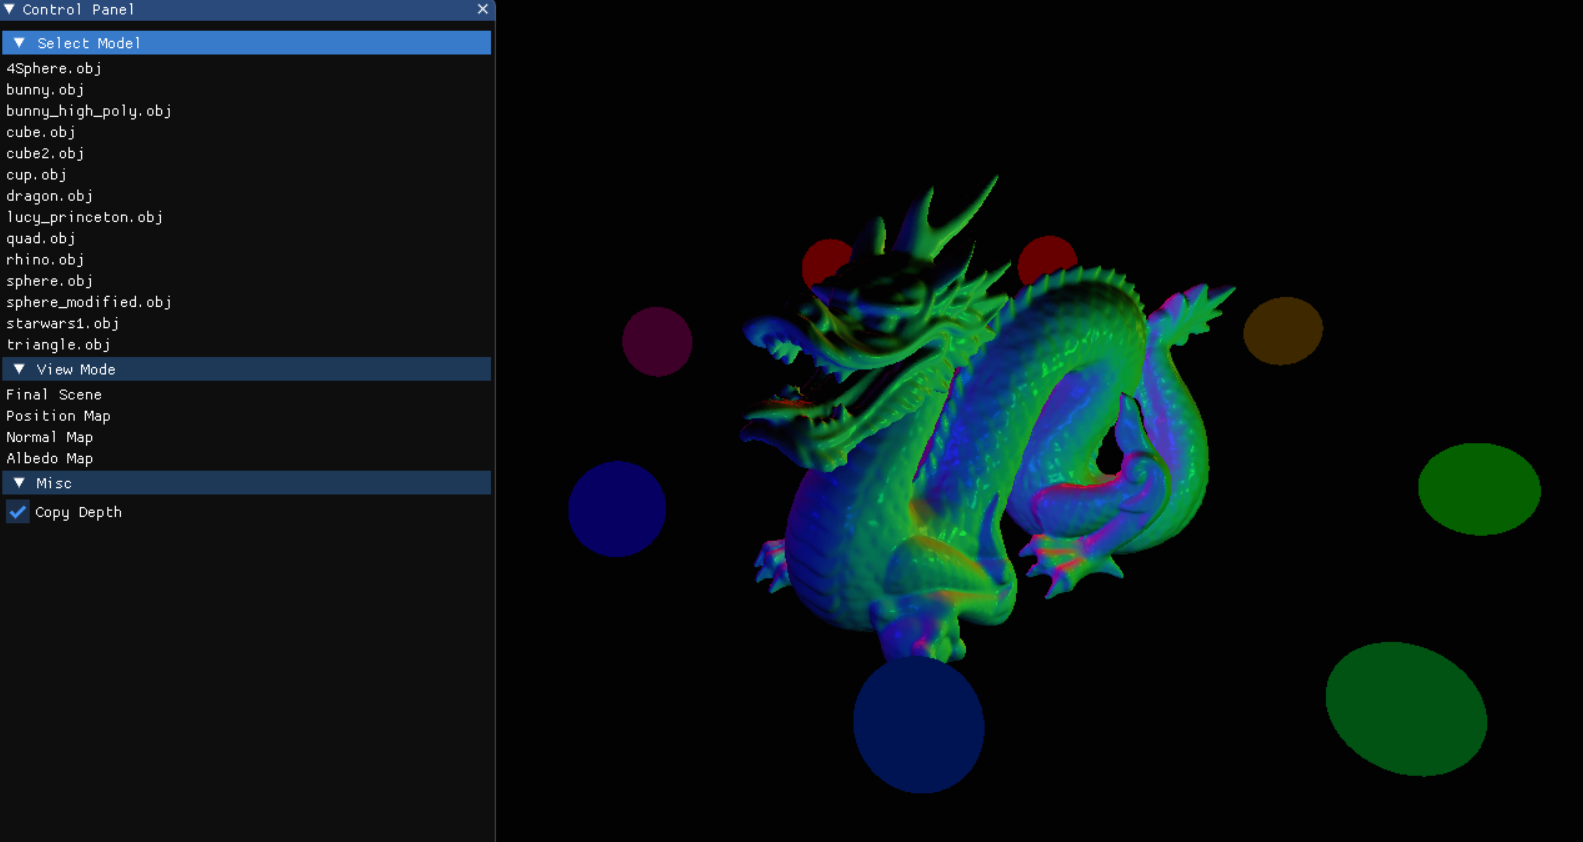 Control Panel
Select Model
4Sphere.obj
bunny.obj
bunny_high_poly.obj
cube.obj
cube2.obj
cup.obj
dragon.obj
lucy_princeton.obj
quad.obj
rhino.obj
sphere.obj
sphere_modified.obj
starwars1.obj
triangle.obj
View Mode
Final Scene
Position Map
Normal Map
Albedo Map
Misc
Copy Depth